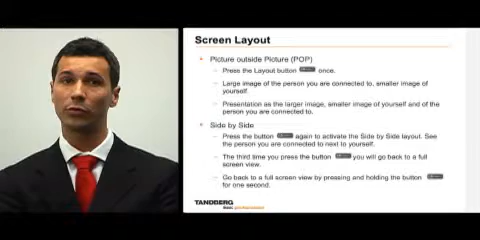 Screen Layout
Picture outside Picture (POP)
Press the Layout button once.
Large image of the person you are connected to, smaller image of
yourself.
Presentation as the larger image, smaller image of yourself and of the
person you are connected to.
Side by Side
Press the button again to activate the Side by Side layout. See
the person you are connected to next to yourself.
The third time you press the button you will go back to a full
screen view.
Go back to a full screen view by pressing and holding the button
for one second.
TANDBERG